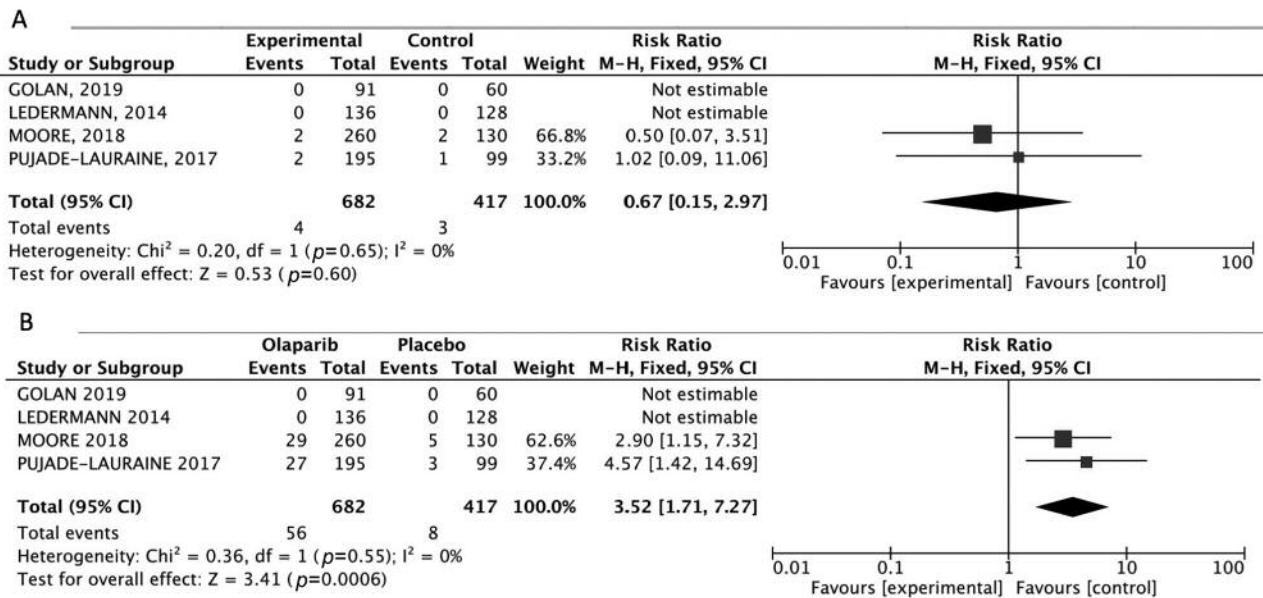 A
Experimental Control Risk Ratio Risk Ratio
Study or Subgroup Events Total Events Total Weight M-H, Fixed, 95% CI M-H, Fixed, 95% CI
GOLAN, 2019 0 91 0 60 Not estimable
LEDERMANN, 2014 0 136 0 128 Not estimable
MOORE, 2018 2 260 2 130 66.8% 0.50 [0.07, 3.51]
PUJADE-LAURAINE, 2017 2 195 1 99 33.2% 1.02 [0.09, 11.06]
Total (95% CI) 682 417 100.0% 0.67 [0.15, 2.97]
Total events 4 3
Heterogeneity: Chi² = 0.20, df = 1 (p=0.65); I² = 0%
Test for overall effect: Z = 0.53 (p=0.60)
0.01 0.1 1 10 100
Favours [experimental] Favours [control]
B
Olaparib Placebo Risk Ratio Risk Ratio
Study or Subgroup Events Total Events Total Weight M-H, Fixed, 95% CI M-H, Fixed, 95% CI
GOLAN 2019 0 91 0 60 Not estimable
LEDERMANN 2014 0 136 0 128 Not estimable
MOORE 2018 29 260 5 130 62.6% 2.90 [1.15, 7.32]
PUJADE-LAURAINE 2017 27 195 3 99 37.4% 4.57 [1.42, 14.69]
Total (95% CI) 682 417 100.0% 3.52 [1.71, 7.27]
Total events 56 8
Heterogeneity: Chi² = 0.36, df = 1 (p=0.55); I² = 0%
Test for overall effect: Z = 3.41 (p=0.0006)
0.01 0.1 1 10 100
Favours [experimental] Favours [control]